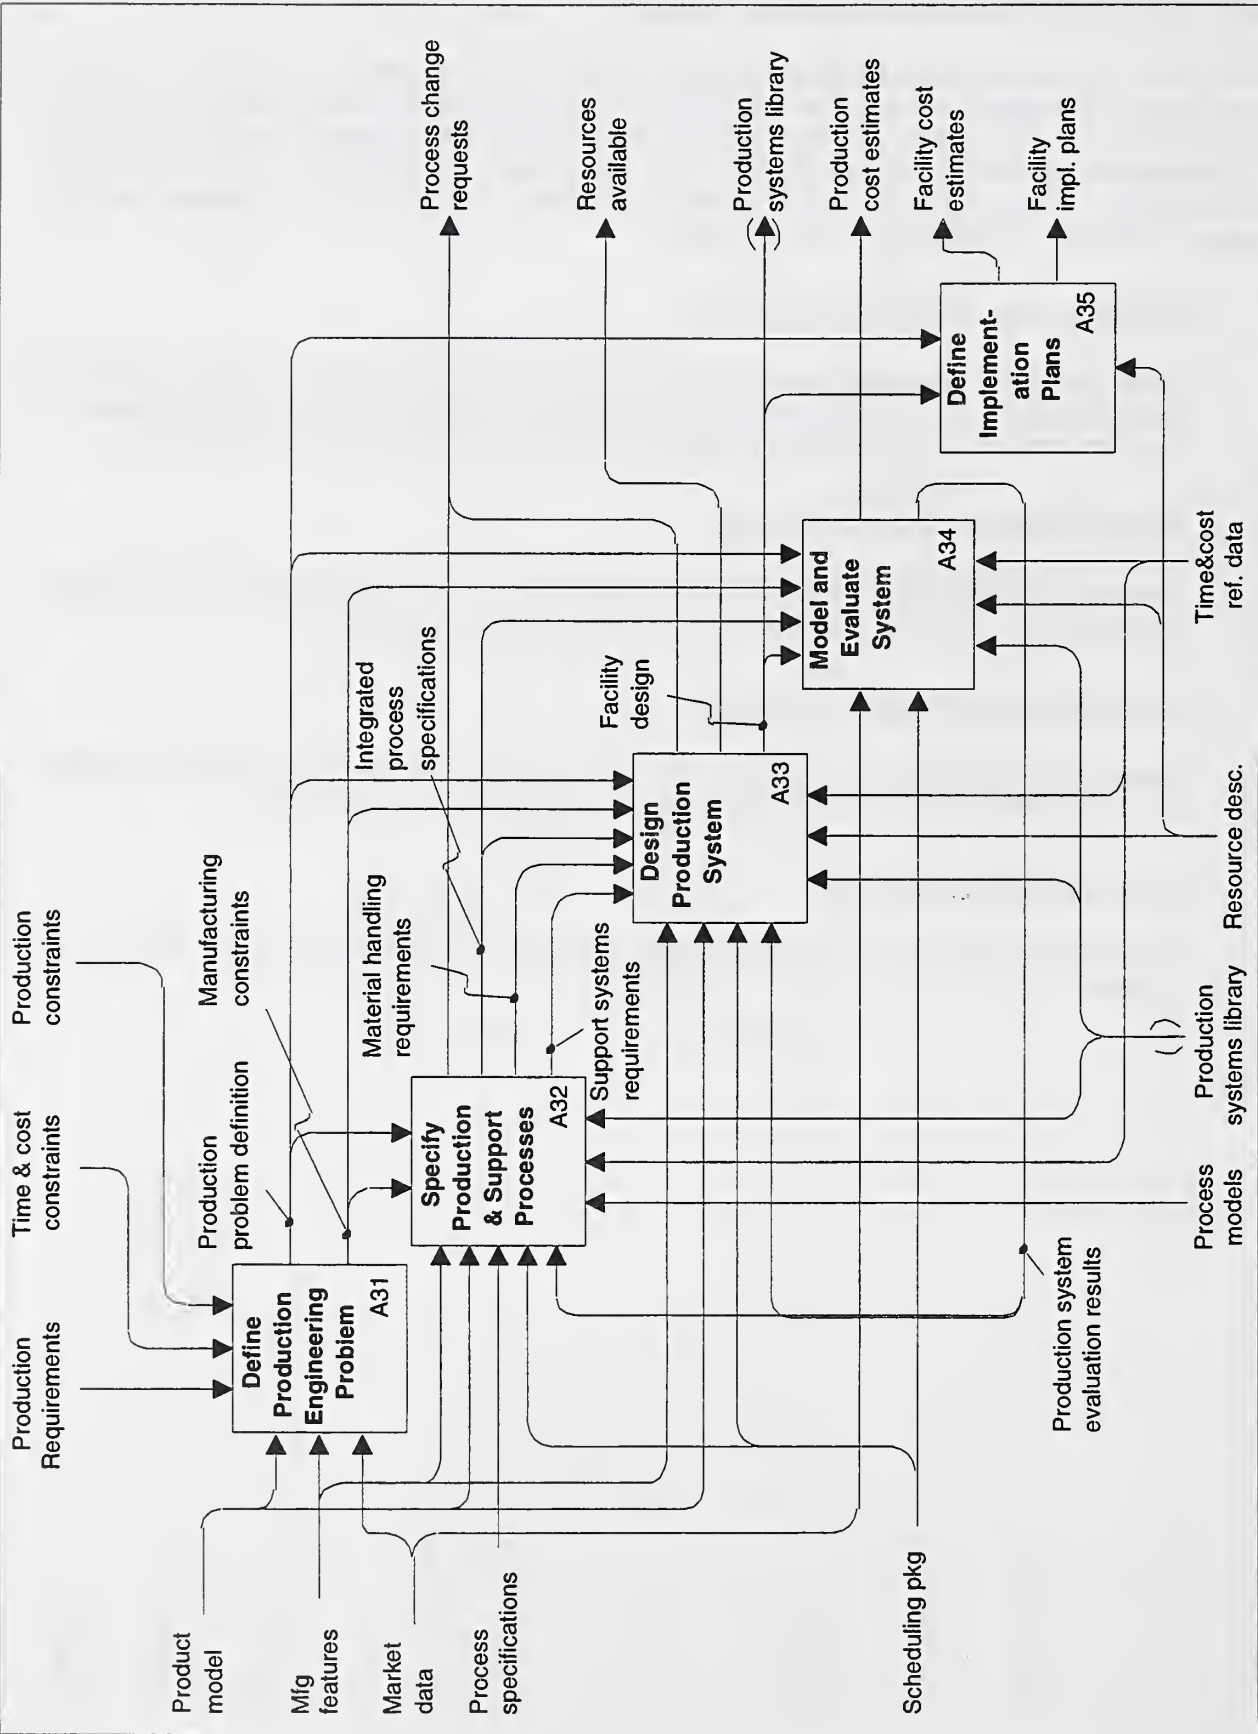 Production
Requirements
Time & cost
constraints
Production
constraints
Product
model
Mfg
features
Market
data
Process
specifications
Scheduling pkg
Define
Production
Engineering
Problem
A31
Production
problem definition
Manufacturing
constraints
Specify
Production
& Support
Processes
A32
Material handling
requirements
Integrated
process
specifications
Support systems
requirements
Design
Production
System
A33
Facility
design
Model and
Evaluate
System
A34
Define
Implement-
ation
Plans
A35
Process change
requests
Resources
available
Production
systems library
Production
cost estimates
Facility cost
estimates
Facility
impl. plans
Production system
evaluation results
Process
models
Production
systems library
Resource desc.
Time&cost
ref. data